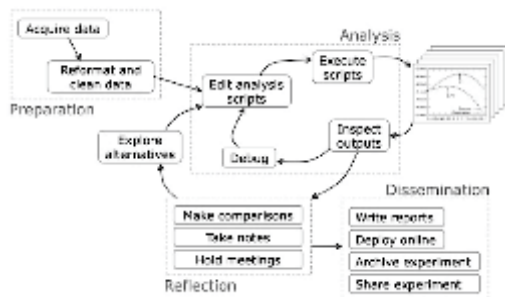 Acquire data
Reformat and
clean data
Preparation
Analysis
Edit analysis
scripts
Execute
scripts
Inspect
outputs
Debug
Explore
alternatives
Make comparisons
Take notes
Hold meetings
Reflection
Dissemination
Write reports
Deploy online
Archive experiment
Share experiment